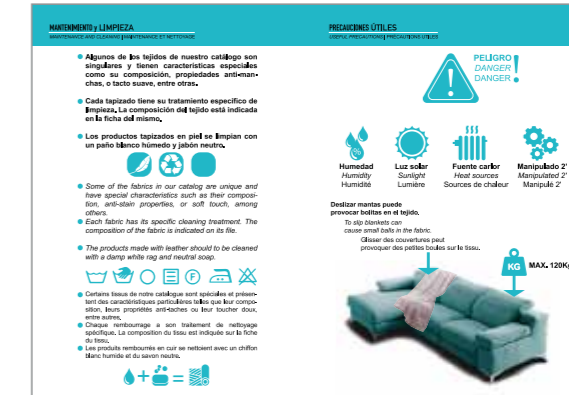 MANTENIMIENTO y LIMPIEZA
MAINTENANCE AND CLEANING | MAINTENANCE ET NETTOYAGE
Algunos de los tejidos de nuestro catálogo son
singulares y tienen características especiales
como su composición, propiedades anti-man-
chas, o tacto suave, entre otras.
Cada tapizado tiene su tratamiento específico de
limpieza. La composición del tejido está indicada
en la ficha del mismo.
Los productos tapizados en piel se limpian con
un paño blanco húmedo y jabón neutro.
Some of the fabrics in our catalog are unique and
have special characteristics such as their composi-
tion, anti-stain properties, or soft touch, among
others.
Each fabric has its specific cleaning treatment. The
composition of the fabric is indicated on its file.
The products made with leather should to be cleaned
with a damp white rag and neutral soap.
F
Certains tissus de notre catalogue sont spéciales et présen-
tent des caractéristiques particulières telles que leur compo-
sition, leurs propriétés anti-taches ou leur toucher doux,
entre autres.
Chaque rembourrage a son traitement de nettoyage
spécifique. La composition du tissu est indiquée sur la fiche
du tissu.
Les produits rembourrés en cuir se nettoient avec un chiffon
blanc humide et du savon neutre.
+ =
PRECAUCIONES ÚTILES
USEFUL PRECAUTIONS | PRÉCAUTIONS UTILES
PELIGRO
DANGER
DANGER
!
%
Humedad
Humidity
Humidité
Luz solar
Sunlight
Lumière
Fuente carlor
Heat sources
Sources de chaleur
Manipulado 2'
Manipulated 2'
Manipulé 2'
Deslizar mantas puede
provocar bolitas en el tejido.
To slip blankets can
cause small balls in the fabric.
Glisser des couvertures peut
provoquer des petites boules sur le tissu.
KG
MAX. 120Kg